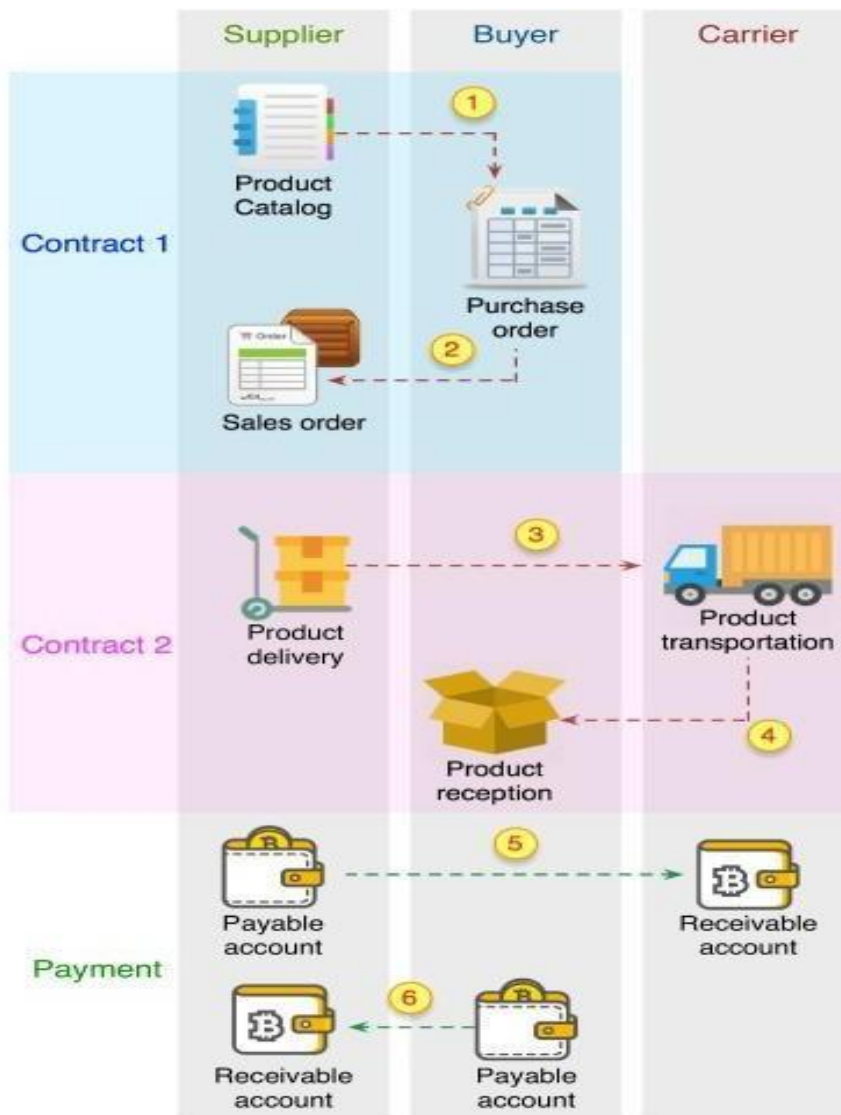 Supplier
Buyer
Carrier
1
Product
Catalog
Contract 1
Purchase
order
2
Order
Sales order
3
Product
delivery
Product
transportation
Contract 2
4
Product
reception
5
Payable
account
Receivable
account
Payment
6
Receivable
account
Payable
account